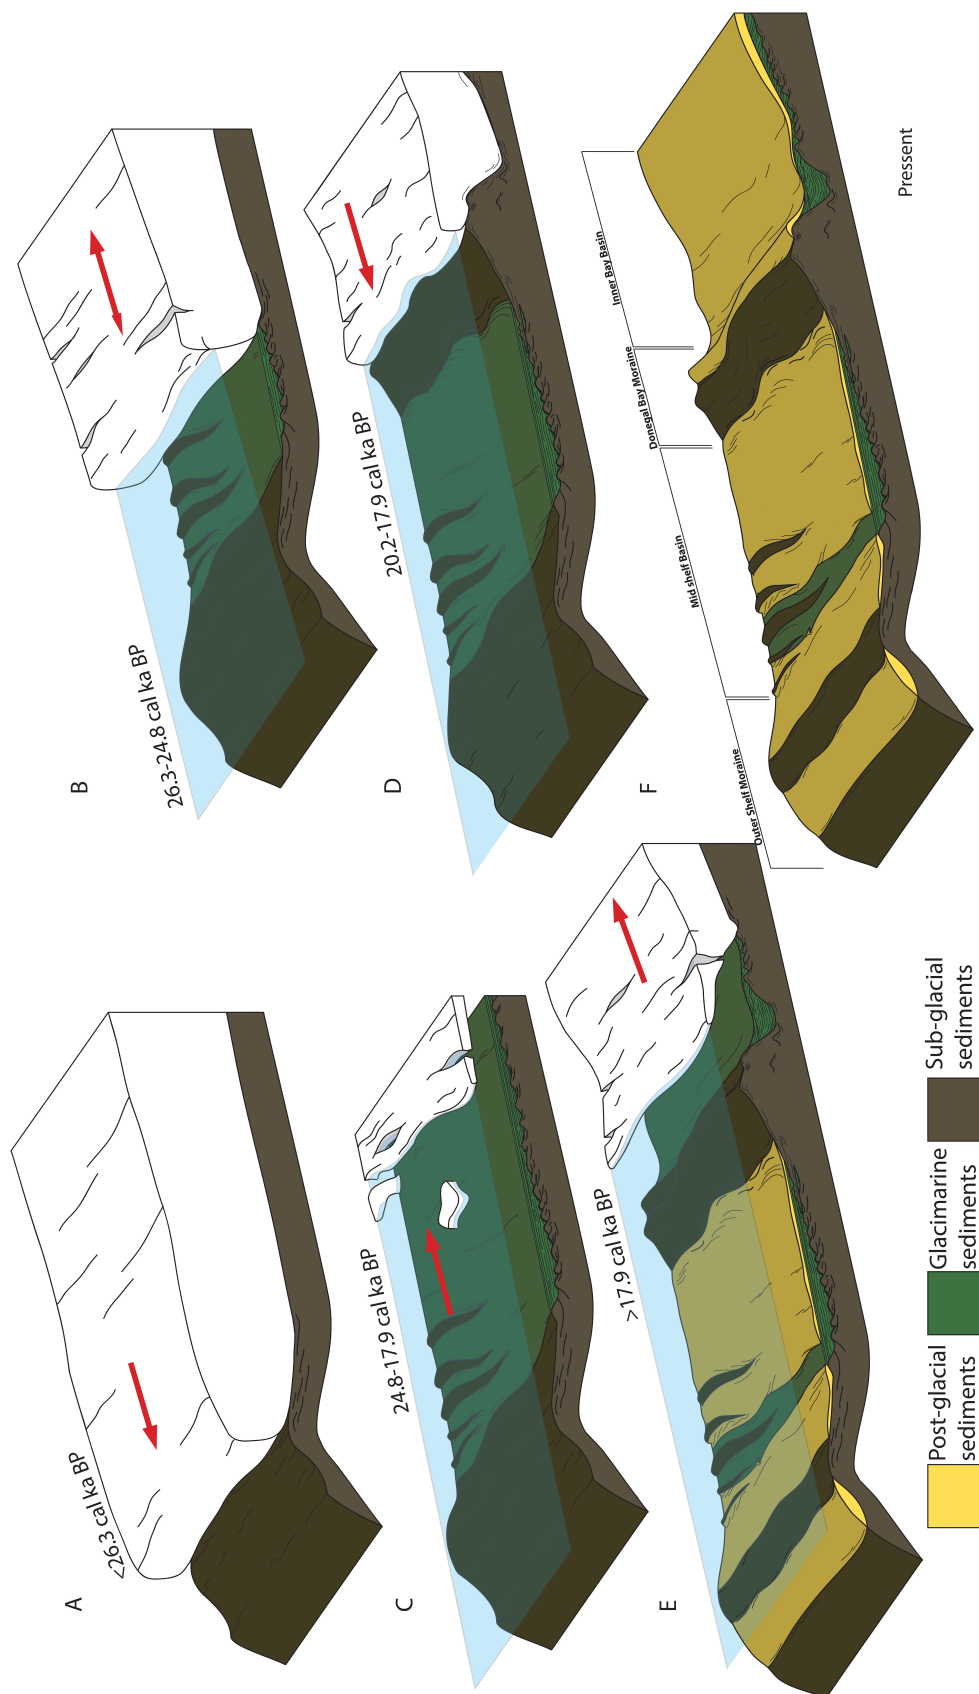 A
<26.3 cal ka BP
B
26.3-24.8 cal ka BP
C
24.8-17.9 cal ka BP
D
20.2-17.9 cal ka BP
E
>17.9 cal ka BP
F
Outer Shelf Moraine
Mid shelf Basin
Donegal Bay Moraine
Inner Bay Basin
Pressent
Post-glacial
sediments
Glacimarine
sediments
Sub-glacial
sediments